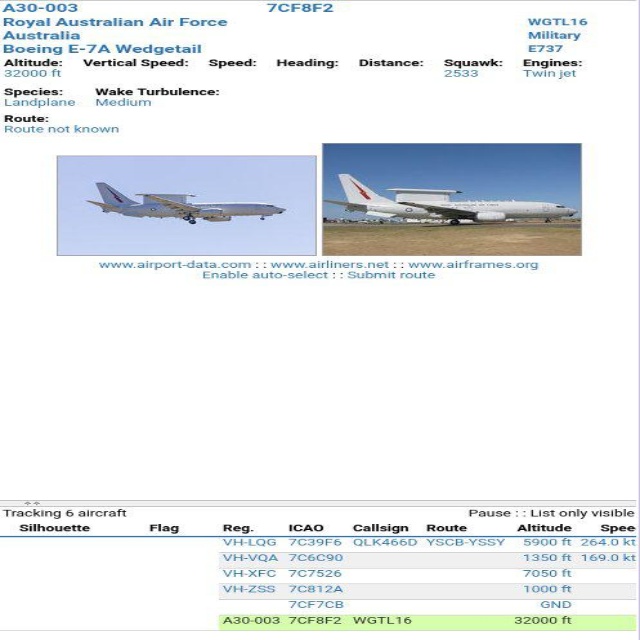 A30-003 7CF8F2
Royal Australian Air Force WGTL16
Australia Military
Boeing E-7A Wedgetail E737
Altitude: Vertical Speed: Speed: Heading: Distance: Squawk: Engines:
32000 ft 2533 Twin jet
Species: Wake Turbulence:
Landplane Medium
Route:
Route not known
www.airport-data.com : : www.airliners.net : : www.airframes.org
Enable auto-select : : Submit route
Tracking 6 aircraft Pause : : List only visible
Silhouette Flag Reg. ICAO Callsign Route Altitude Spee
VH-LQG 7C39F6 QLK466D YSCB-YSSY 5900 ft 264.0 kt
VH-VQA 7C6C90 1350 ft 169.0 kt
VH-XFC 7C7526 7050 ft
VH-ZSS 7C812A 1000 ft
7CF7CB GND
A30-003 7CF8F2 WGTL16 32000 ft